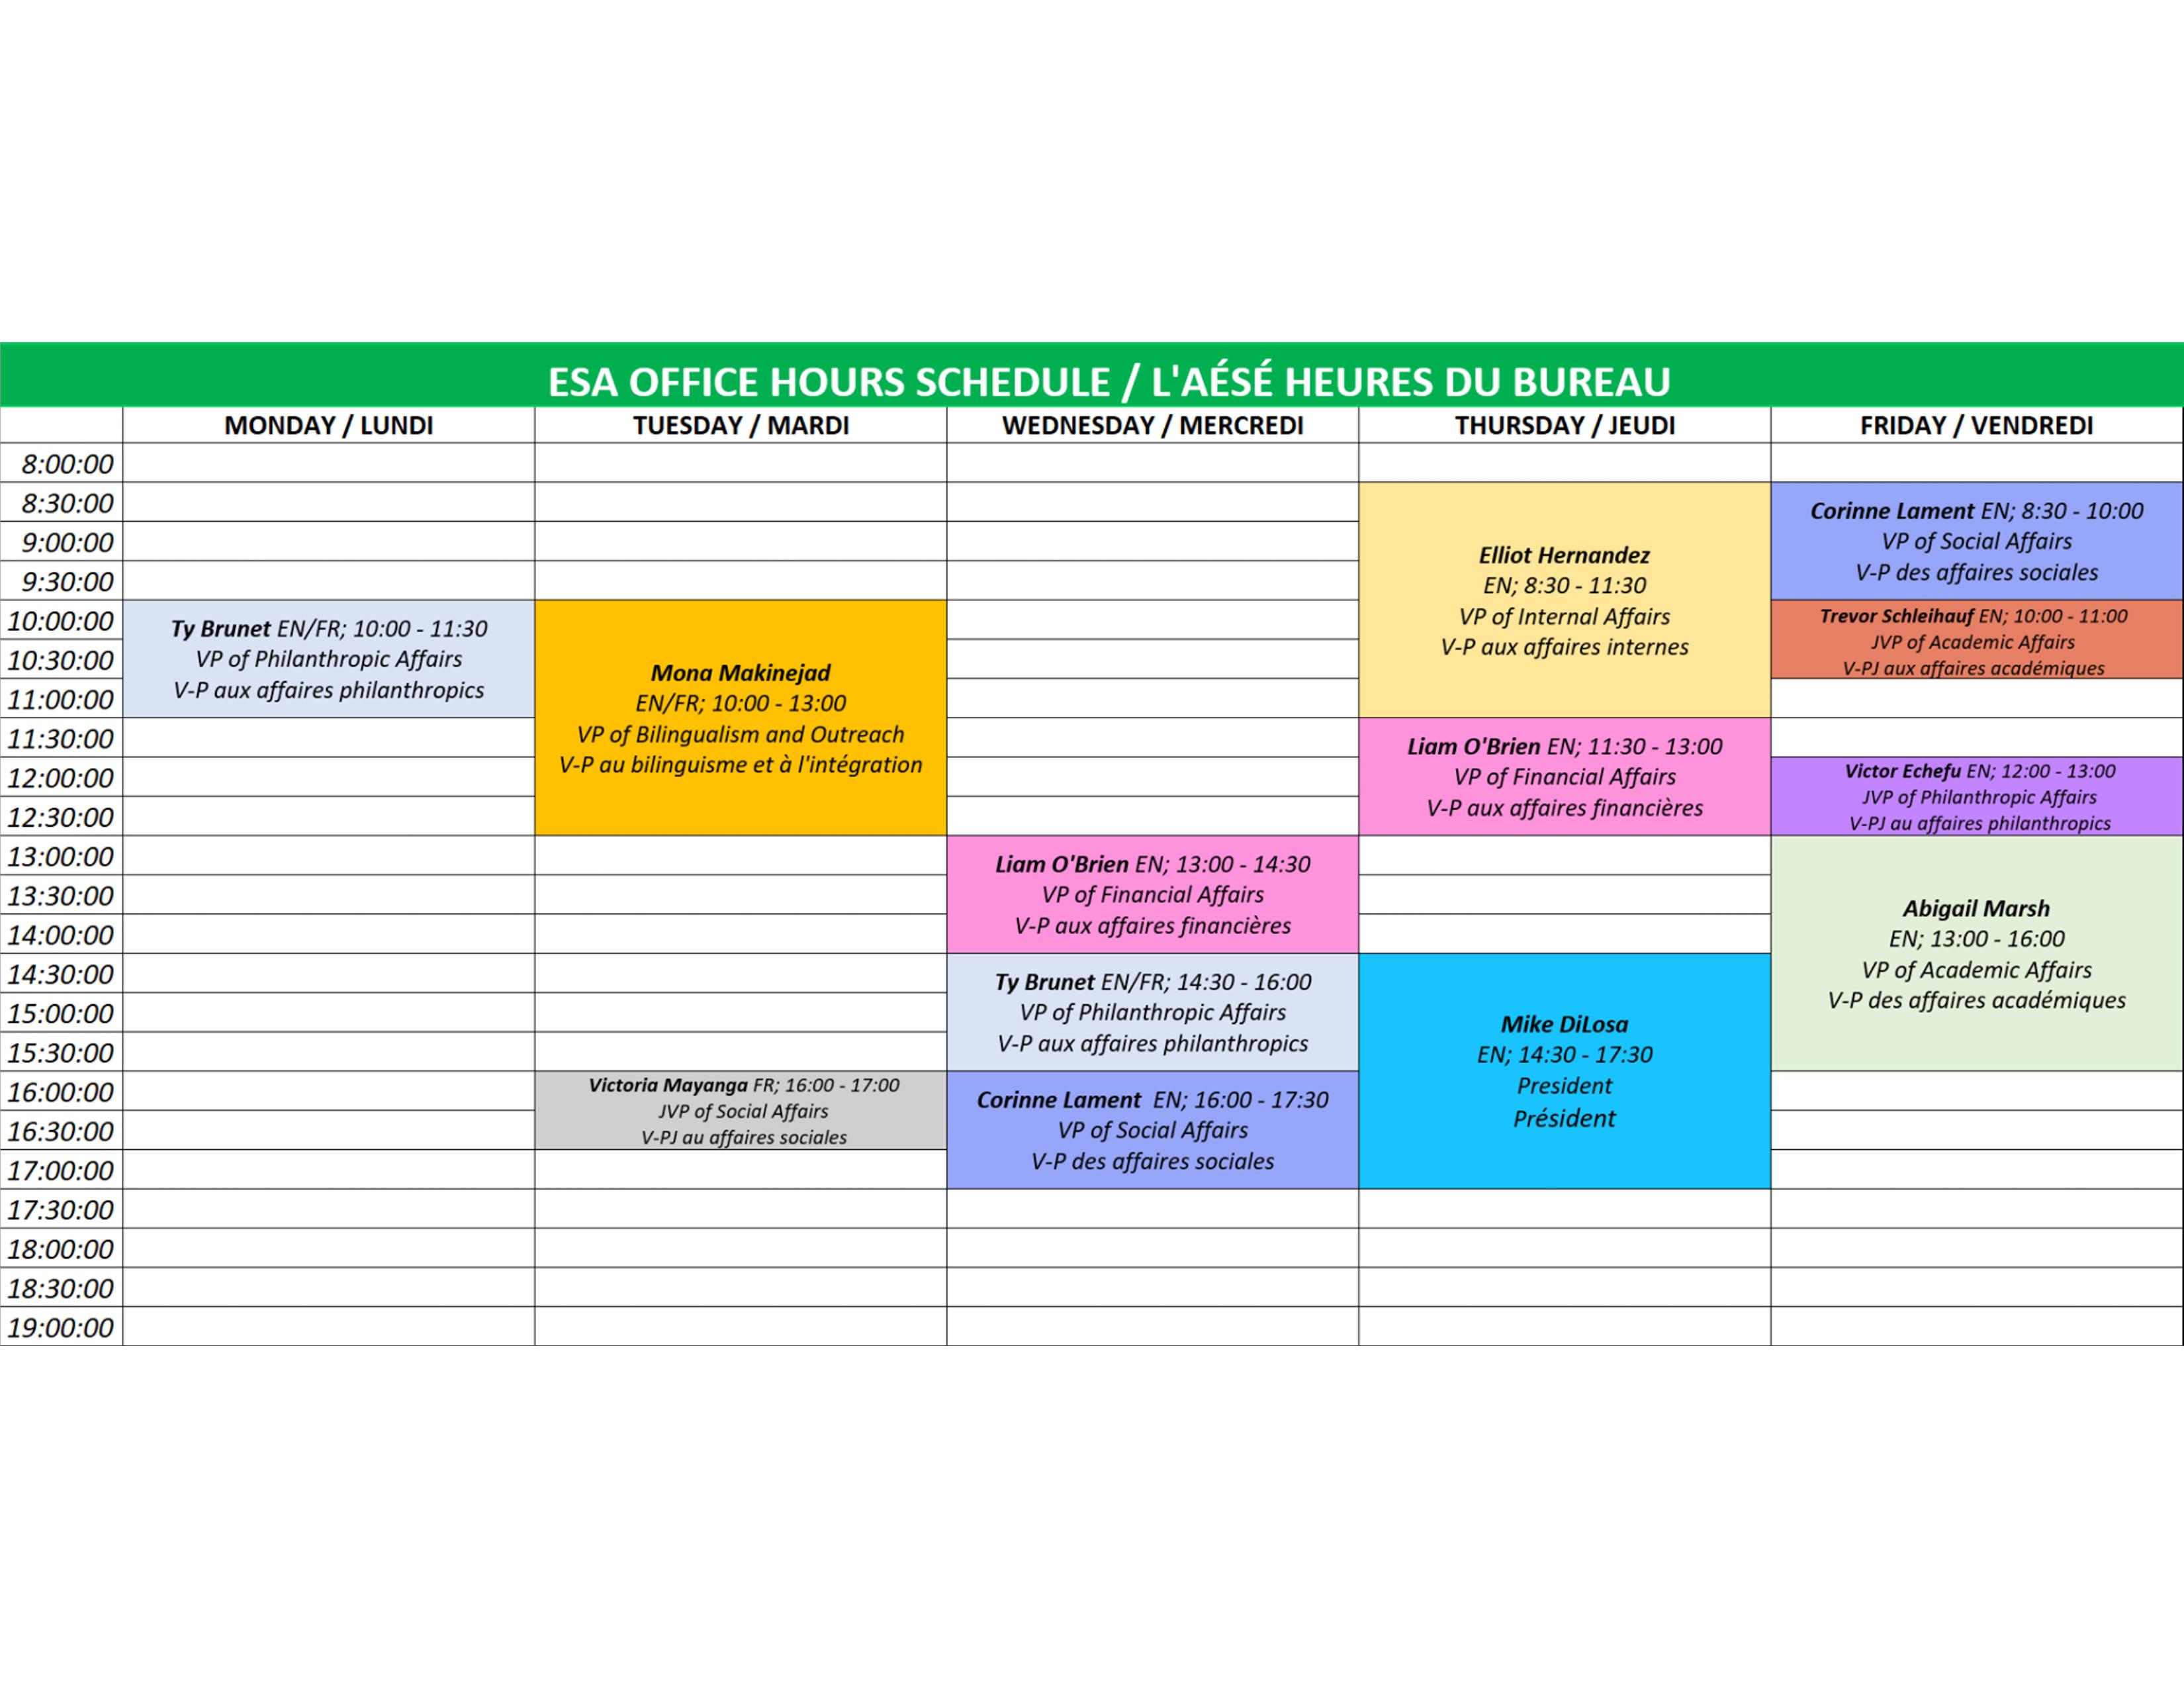 ESA OFFICE HOURS SCHEDULE / L'AÉSÉ HEURES DU BUREAU
MONDAY / LUNDI
TUESDAY / MARDI
WEDNESDAY / MERCREDI
THURSDAY / JEUDI
FRIDAY / VENDREDI
8:00:00
8:30:00
9:00:00
9:30:00
10:00:00
10:30:00
11:00:00
11:30:00
12:00:00
12:30:00
13:00:00
13:30:00
14:00:00
14:30:00
15:00:00
15:30:00
16:00:00
16:30:00
17:00:00
17:30:00
18:00:00
18:30:00
19:00:00
Ty Brunet EN/FR; 10:00 - 11:30
VP of Philanthropic Affairs
V-P aux affaires philanthropics
Mona Makinejad
EN/FR; 10:00 - 13:00
VP of Bilingualism and Outreach
V-P au bilinguisme et à l'intégration
Victoria Mayanga FR; 16:00 - 17:00
JVP of Social Affairs
V-PJ au affaires sociales
Liam O'Brien EN; 13:00 - 14:30
VP of Financial Affairs
V-P aux affaires financières
Ty Brunet EN/FR; 14:30 - 16:00
VP of Philanthropic Affairs
V-P aux affaires philanthropics
Corinne Lament EN; 16:00 - 17:30
VP of Social Affairs
V-P des affaires sociales
Elliot Hernandez
EN; 8:30 - 11:30
VP of Internal Affairs
V-P aux affaires internes
Liam O'Brien EN; 11:30 - 13:00
VP of Financial Affairs
V-P aux affaires financières
Mike DiLosa
EN; 14:30 - 17:30
President
Président
Corinne Lament EN; 8:30 - 10:00
VP of Social Affairs
V-P des affaires sociales
Trevor Schleihauf EN; 10:00 - 11:00
JVP of Academic Affairs
V-PJ aux affaires académiques
Victor Echefu EN; 12:00 - 13:00
JVP of Philanthropic Affairs
V-PJ au affaires philanthropics
Abigail Marsh
EN; 13:00 - 16:00
VP of Academic Affairs
V-P des affaires académiques